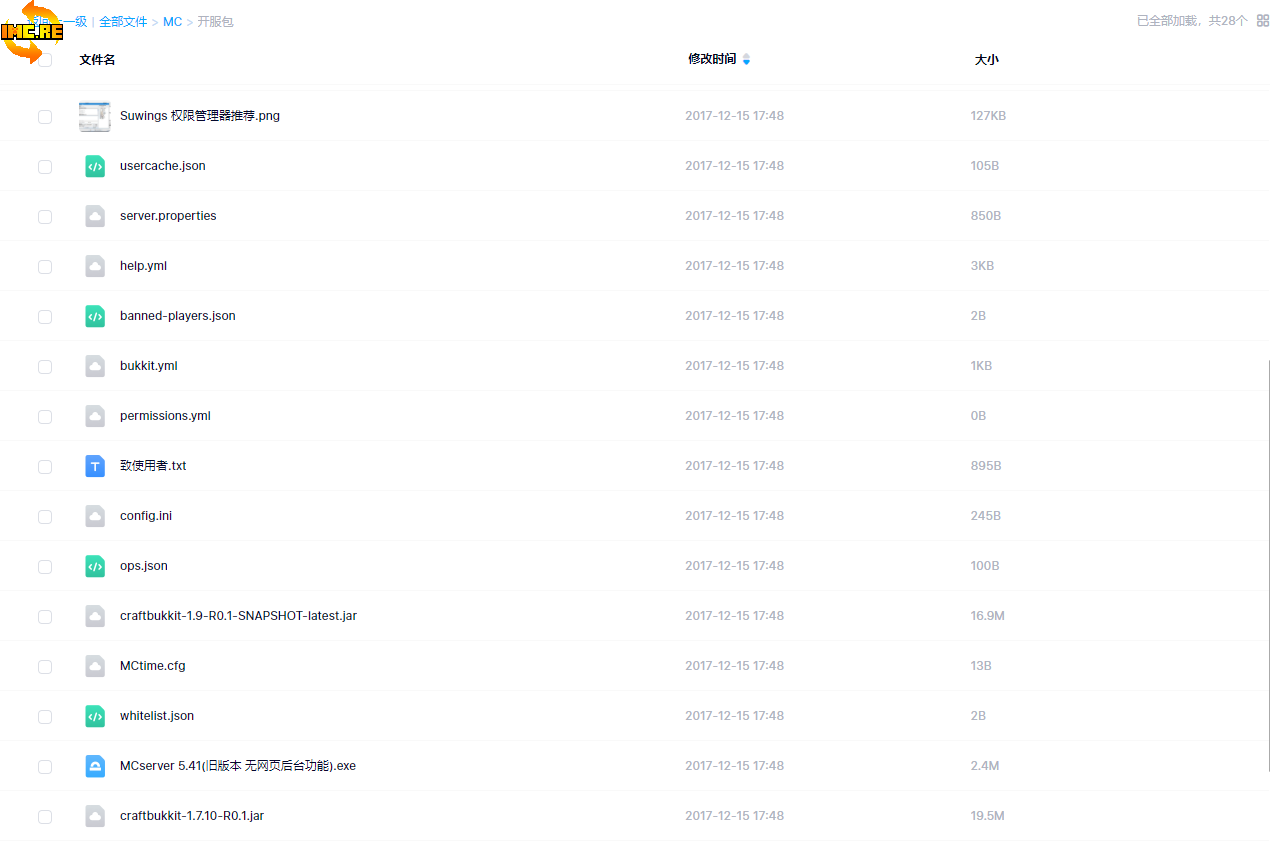 返回上一级 | 全部文件 > MC > 开服包
已全部加载，共28个
IMC.RE
文件名 修改时间 大小
Suwings 权限管理器推荐.png 2017-12-15 17:48 127KB
usercache.json 2017-12-15 17:48 105B
server.properties 2017-12-15 17:48 850B
help.yml 2017-12-15 17:48 3KB
banned-players.json 2017-12-15 17:48 2B
bukkit.yml 2017-12-15 17:48 1KB
permissions.yml 2017-12-15 17:48 0B
致使用者.txt 2017-12-15 17:48 895B
config.ini 2017-12-15 17:48 245B
ops.json 2017-12-15 17:48 100B
craftbukkit-1.9-R0.1-SNAPSHOT-latest.jar 2017-12-15 17:48 16.9M
MCtime.cfg 2017-12-15 17:48 13B
whitelist.json 2017-12-15 17:48 2B
MCserver 5.41(旧版本 无网页后台功能).exe 2017-12-15 17:48 2.4M
craftbukkit-1.7.10-R0.1.jar 2017-12-15 17:48 19.5M